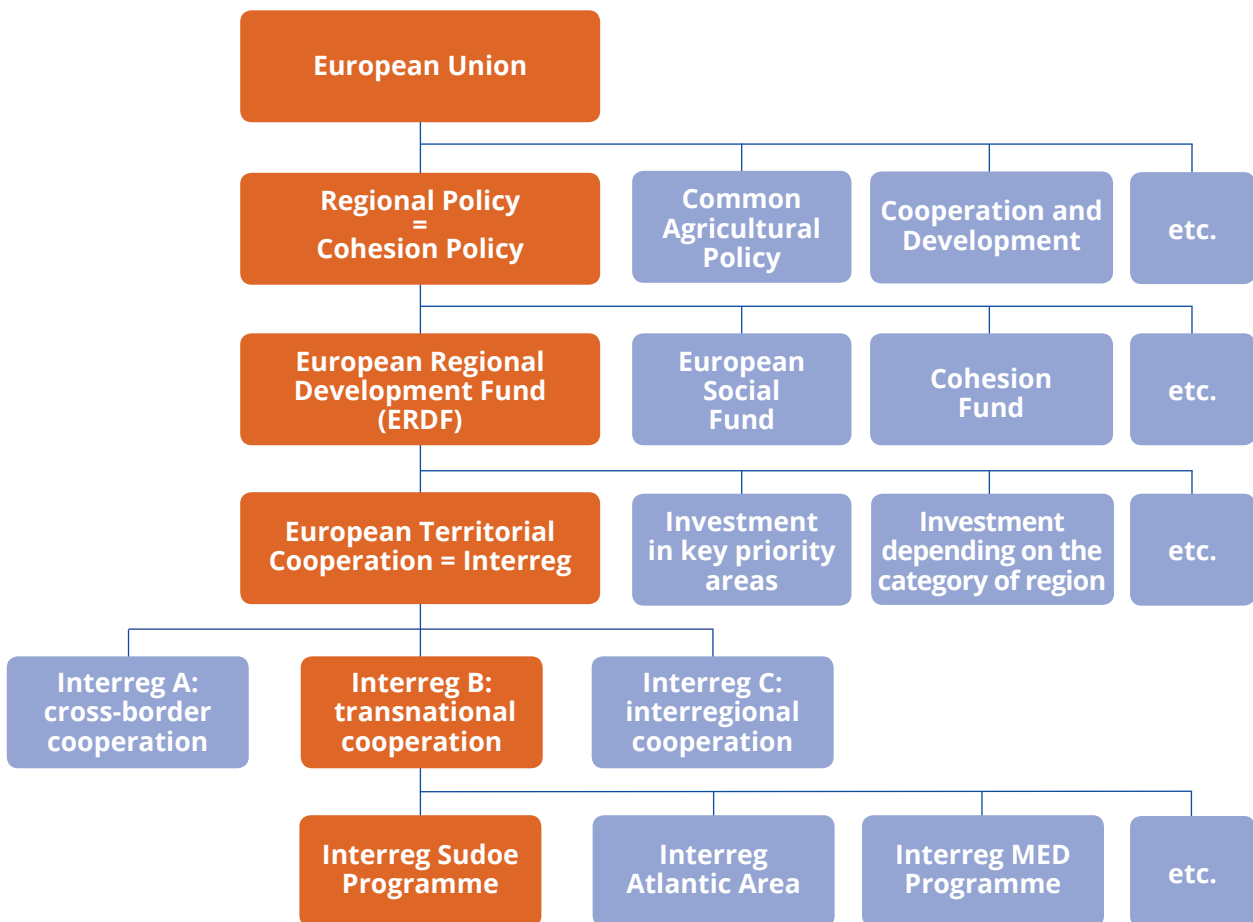 European Union
Regional Policy
=
Cohesion Policy
Common
Agricultural
Policy
Cooperation and
Development
etc.
European Regional
Development Fund
(ERDF)
European
Social
Fund
Cohesion
Fund
etc.
European Territorial
Cooperation = Interreg
Investment
in key priority
areas
Investment
depending on the
category of region
etc.
Interreg A:
cross-border
cooperation
Interreg B:
transnational
cooperation
Interreg C:
interregional
cooperation
Interreg Sudoe
Programme
Interreg
Atlantic Area
Interreg MED
Programme
etc.